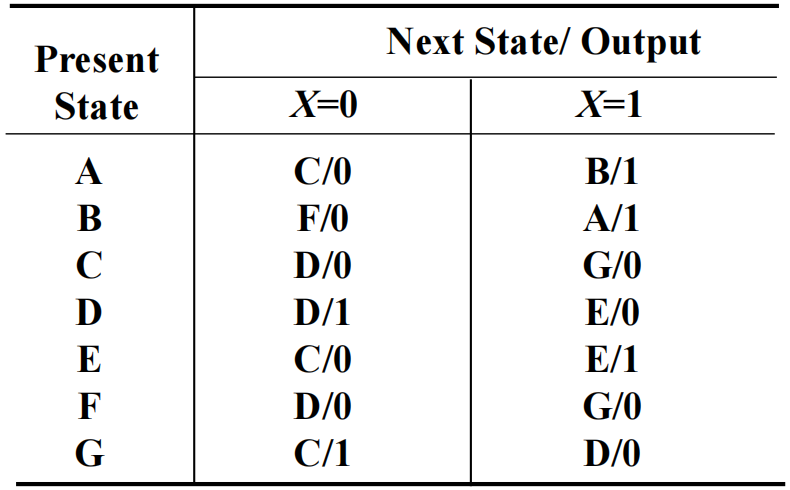 Present State Next State/ Output
X=0 X=1
A C/0 B/1
B F/0 A/1
C D/0 G/0
D D/1 E/0
E C/0 E/1
F D/0 G/0
G C/1 D/0